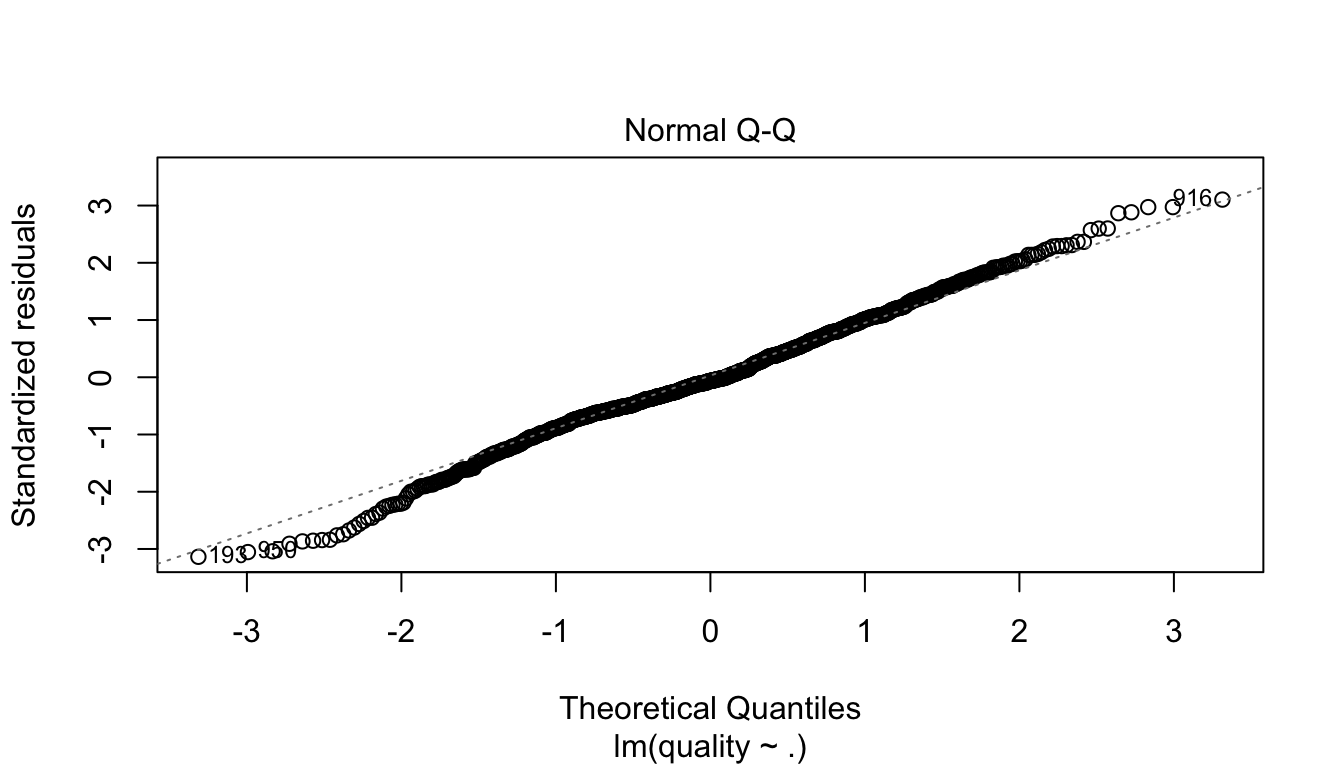 Normal Q-Q
Standardized residuals
3
2
1
0
-1
-2
-3
916
193
-3 -2 -1 0 1 2 3
Theoretical Quantiles
lm(quality ~ .)